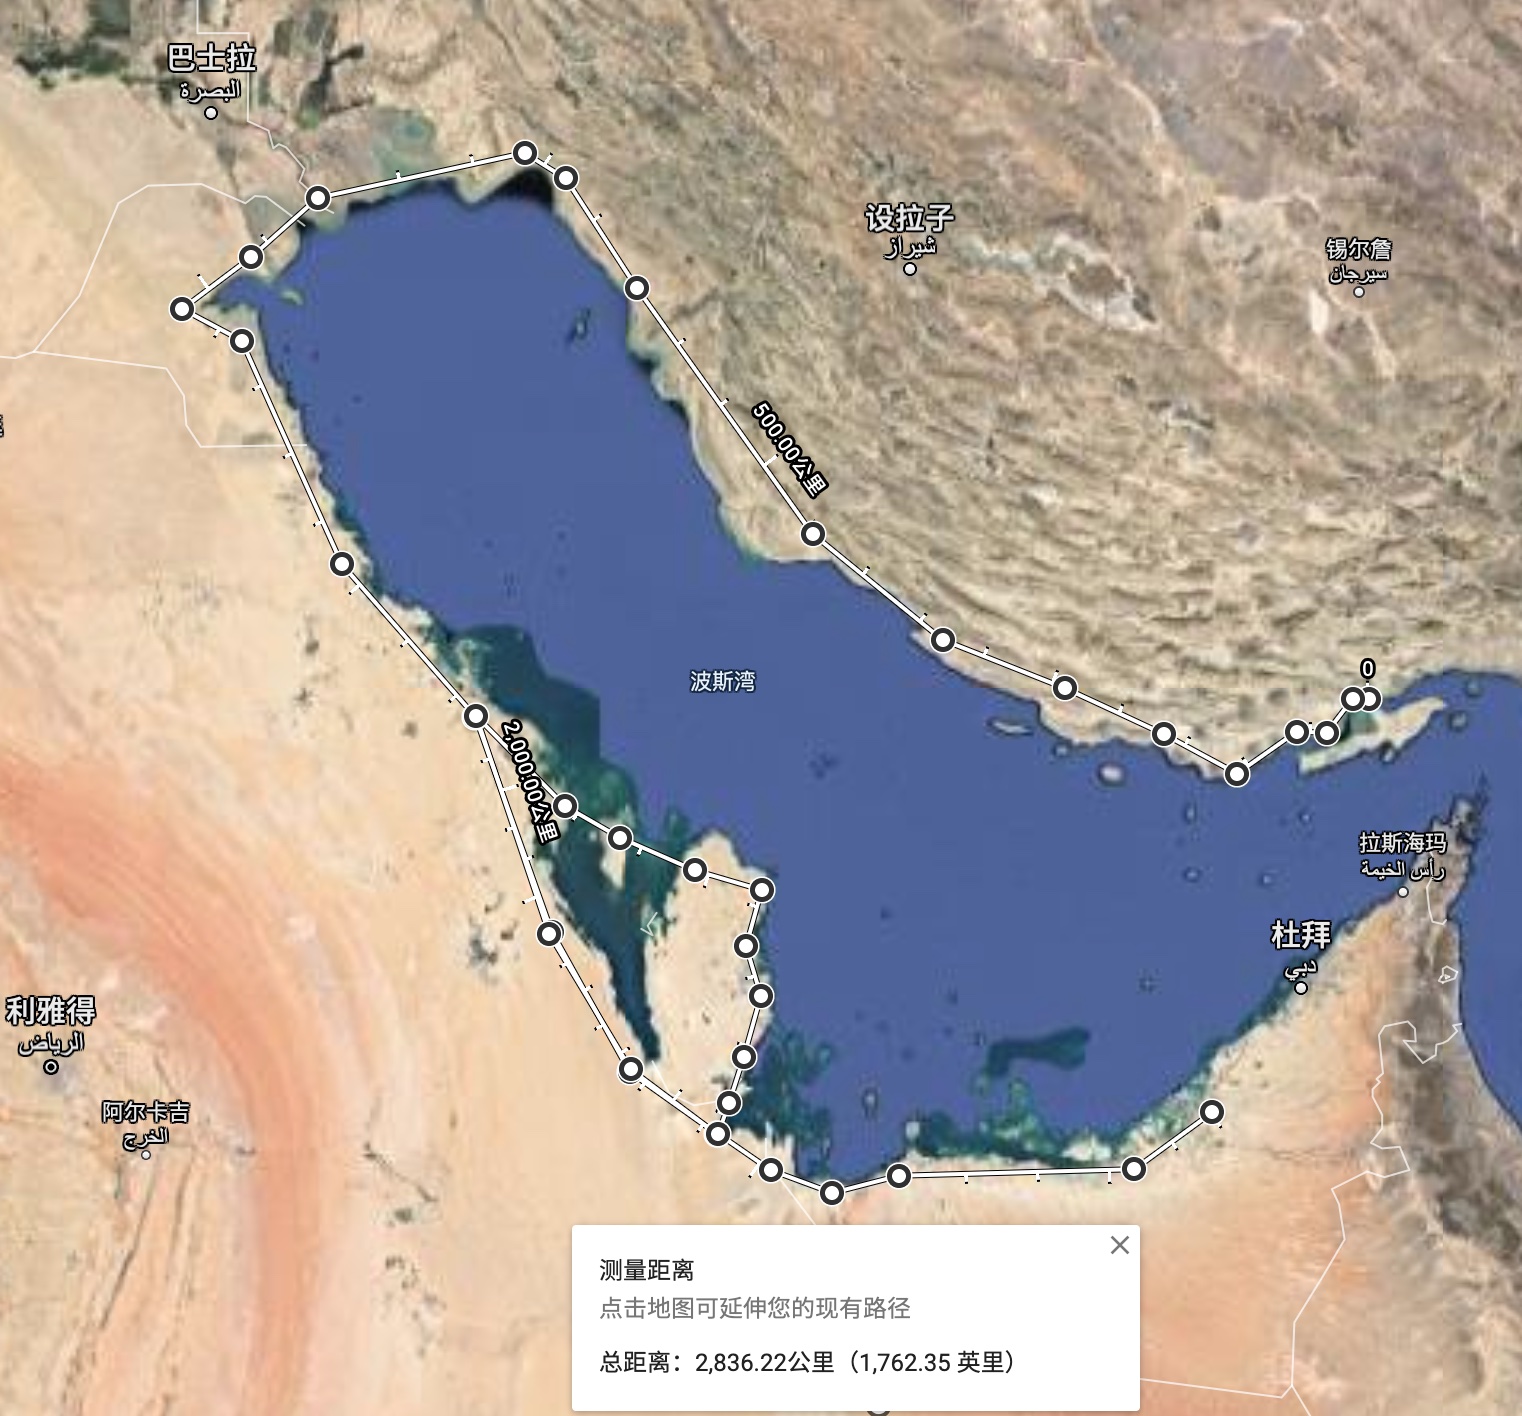 巴士拉
البصرة
设拉子
شيراز
锡尔詹
سيرجان
500.00公里
0
波斯湾
2,000.00公里
拉斯海玛
رأس الخيمة
杜拜
دبي
利雅得
الرياض
阿尔卡吉
الخرج
测量距离
点击地图可延伸您的现有路径
总距离：2,836.22公里（1,762.35 英里）